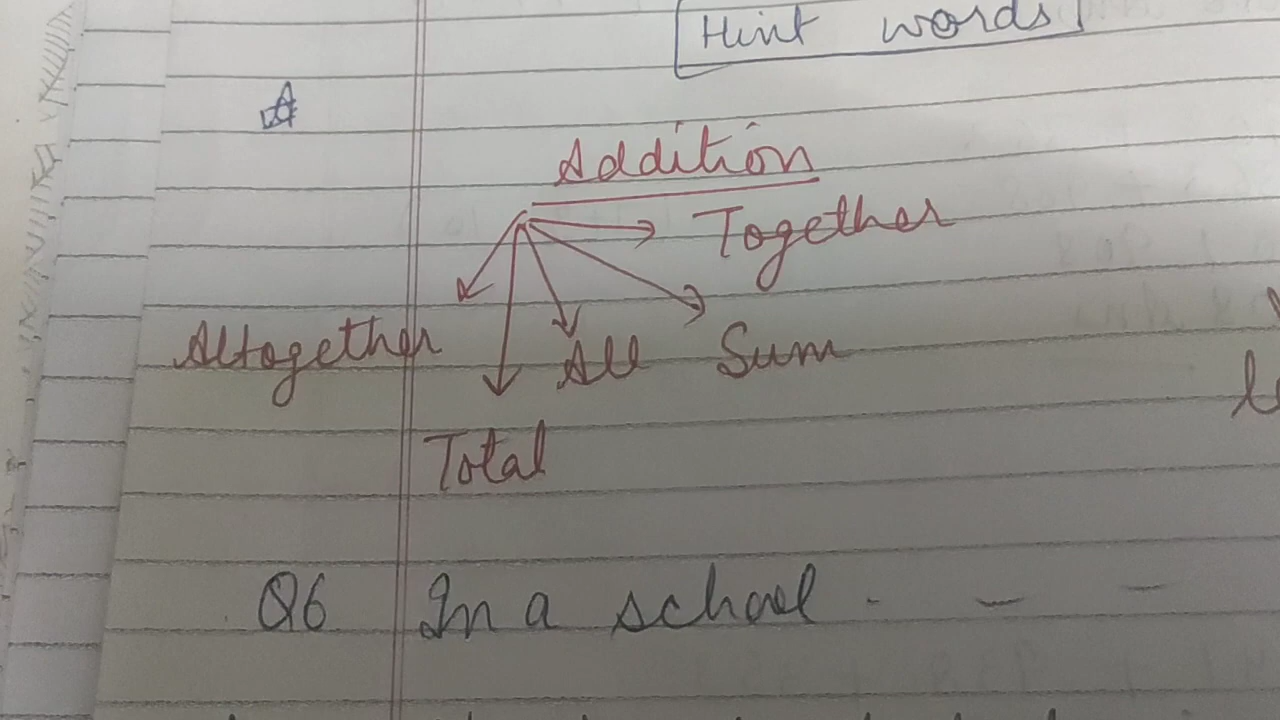 Hint words
Addition
Together
Altogether All Sum
Total
Q6 In a school - - -